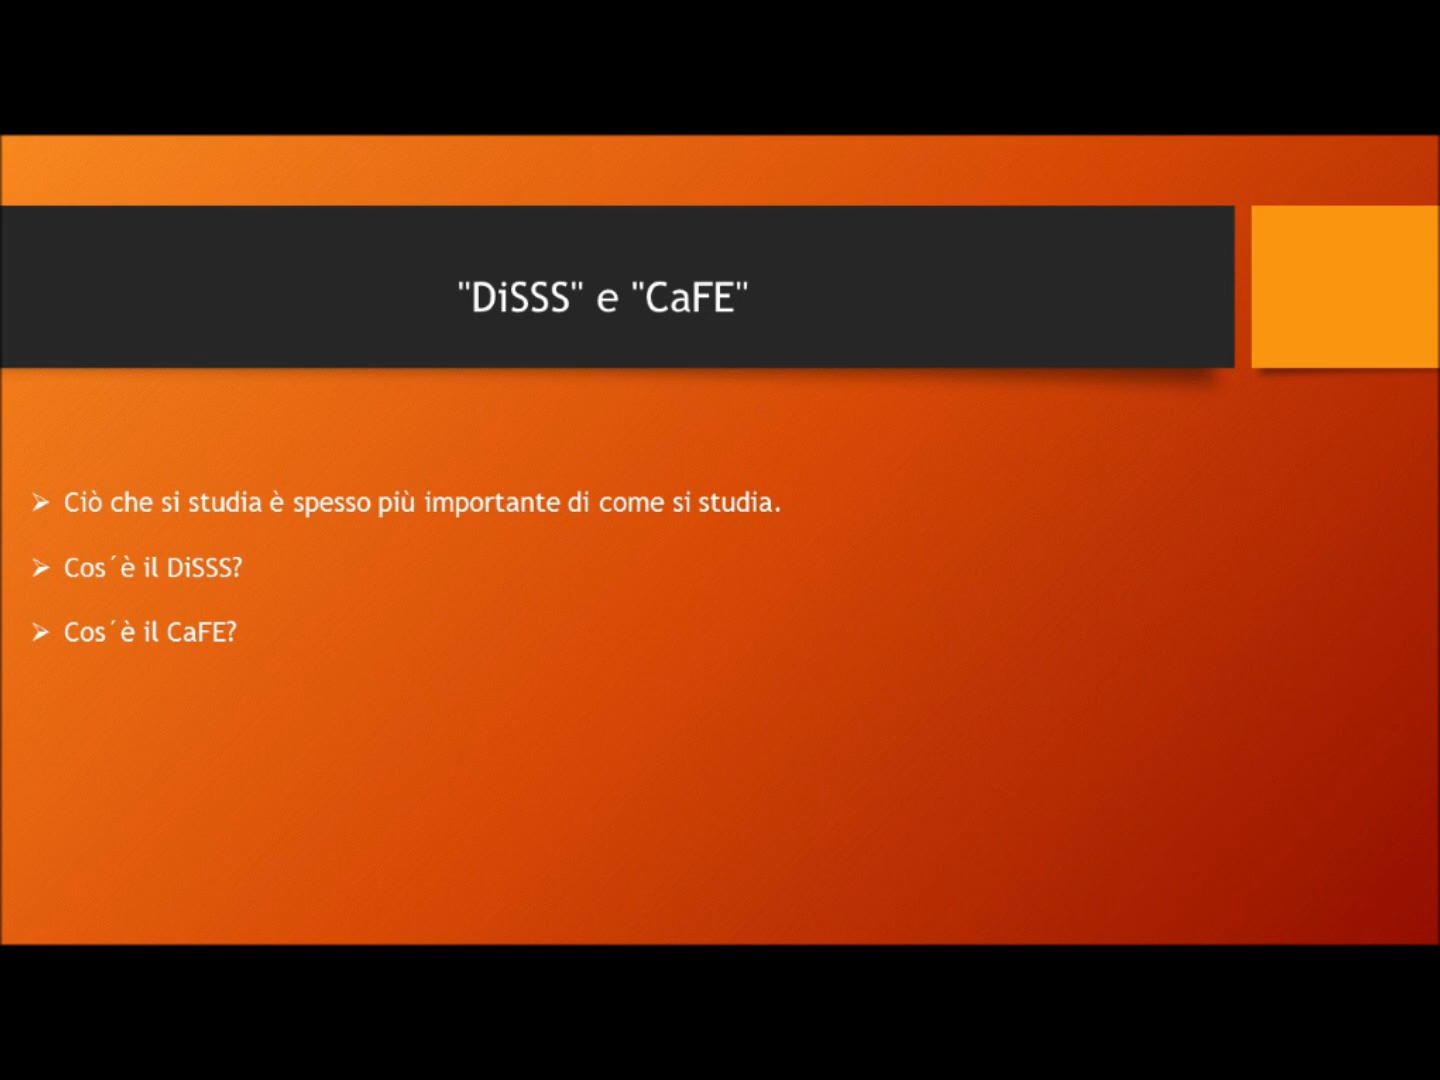 "DiSSS" e "CaFE"
➢ Ciò che si studia è spesso più importante di come si studia.
➢ Cos´è il DiSSS?
➢ Cos´è il CaFE?